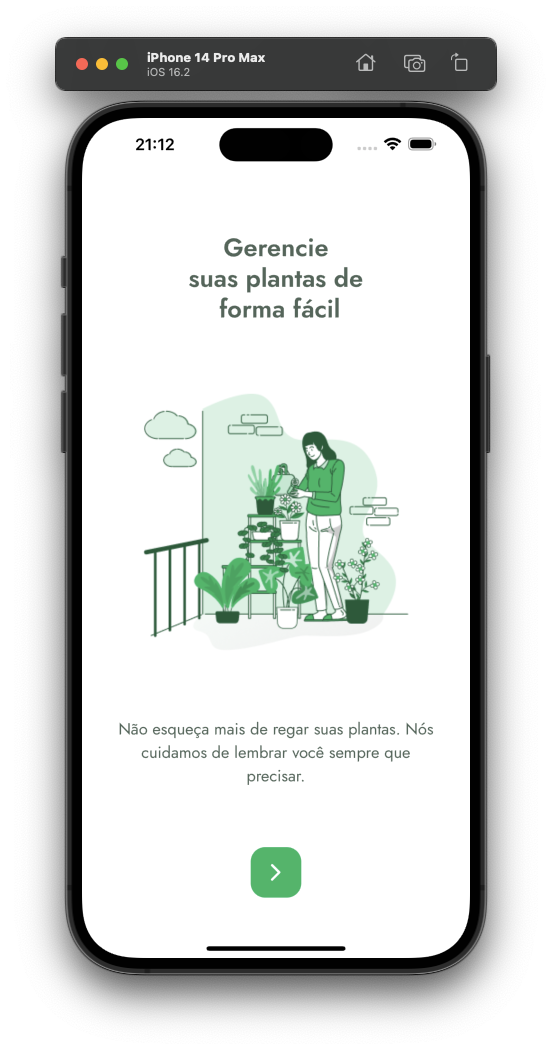 iPhone 14 Pro Max
iOS 16.2
21:12
Gerencie
suas plantas de
forma fácil
Não esqueça mais de regar suas plantas. Nós
cuidamos de lembrar você sempre que
precisar.